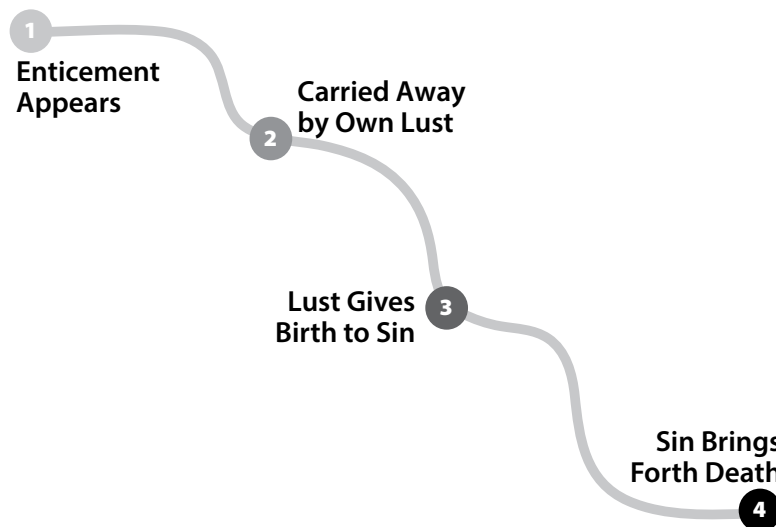 1
Enticement
Appears
2
Carried Away
by Own Lust
Lust Gives
Birth to Sin
3
Sin Brings
Forth Death
4